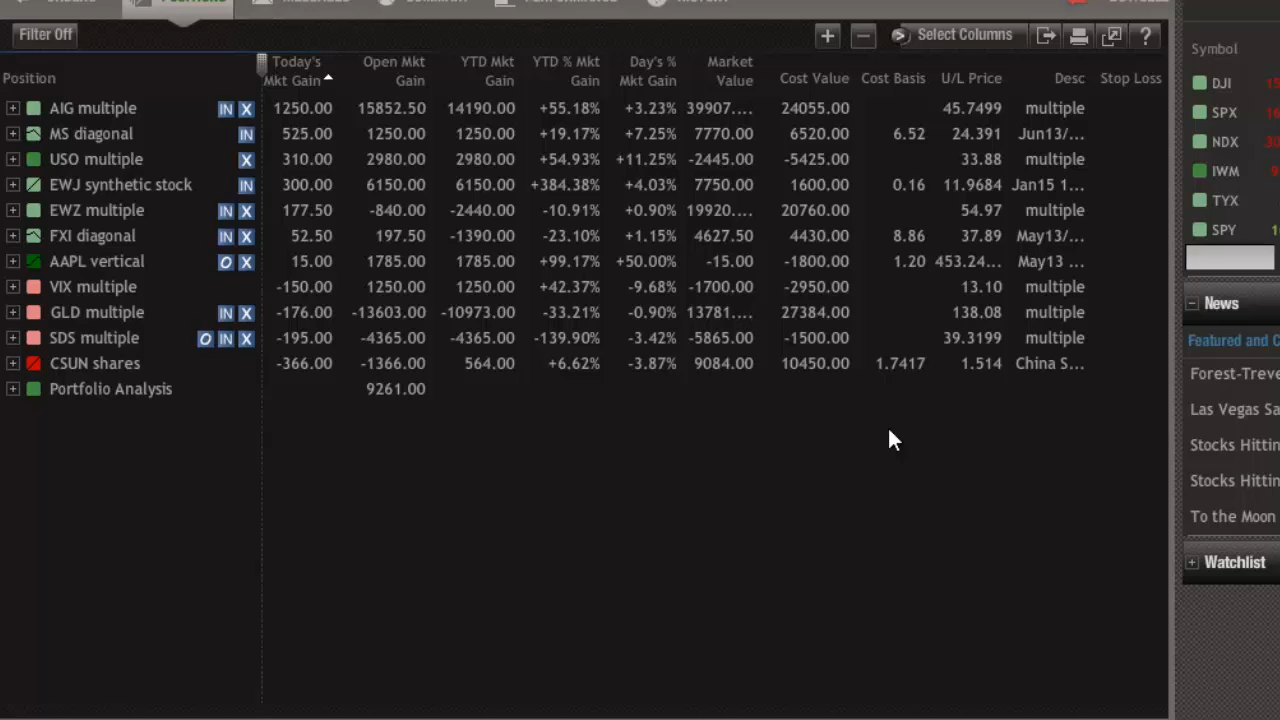 Filter Off
Select Columns
?
Position
Today's Mkt Gain
Open Mkt Gain
YTD Mkt Gain
YTD % Mkt Gain
Day's % Mkt Gain
Market Value
Cost Value
Cost Basis
U/L Price
Desc
Stop Loss
AIG multiple IN X 1250.00 15852.50 14190.00 +55.18% +3.23% 39907.... 24055.00 45.7499 multiple
MS diagonal IN 525.00 1250.00 1250.00 +19.17% +7.25% 7770.00 6520.00 6.52 24.391 Jun13/...
USO multiple X 310.00 2980.00 2980.00 +54.93% +11.25% -2445.00 -5425.00 33.88 multiple
EWJ synthetic stock IN 300.00 6150.00 6150.00 +384.38% +4.03% 7750.00 1600.00 0.16 11.9684 Jan15 1...
EWZ multiple IN X 177.50 -840.00 -2440.00 -10.91% +0.90% 19920.... 20760.00 54.97 multiple
FXI diagonal IN X 52.50 197.50 -1390.00 -23.10% +1.15% 4627.50 4430.00 8.86 37.89 May13/...
AAPL vertical O X 15.00 1785.00 1785.00 +99.17% +50.00% -15.00 -1800.00 1.20 453.24... May13 ...
VIX multiple -150.00 1250.00 1250.00 +42.37% -9.68% -1700.00 -2950.00 13.10 multiple
GLD multiple IN X -176.00 -13603.00 -10973.00 -33.21% -0.90% 13781.... 27384.00 138.08 multiple
SDS multiple O IN X -195.00 -4365.00 -4365.00 -139.90% -3.42% -5865.00 -1500.00 39.3199 multiple
CSUN shares -366.00 -1366.00 564.00 +6.62% -3.87% 9084.00 10450.00 1.7417 1.514 China S...
Portfolio Analysis 9261.00
Symbol
DJI
SPX
NDX
IWM
TYX
SPY
News
Featured and
Forest-Treve
Las Vegas Sa
Stocks Hittin
Stocks Hittin
To the Moon
Watchlist